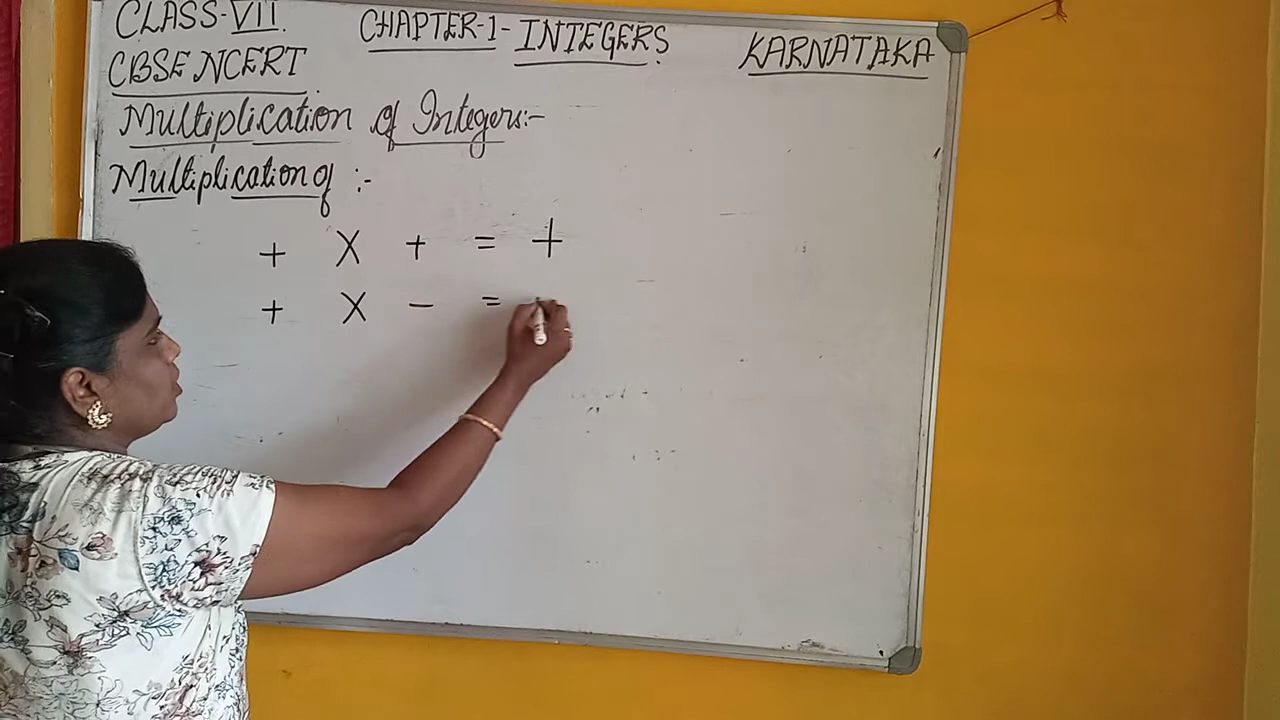 CLASS-VII. CHAPTER-1-INTEGERS. KARNATAKA
CBSE NCERT.
Multiplication of Integers:-
Multiplication of :-
+ X + = +
+ X - =